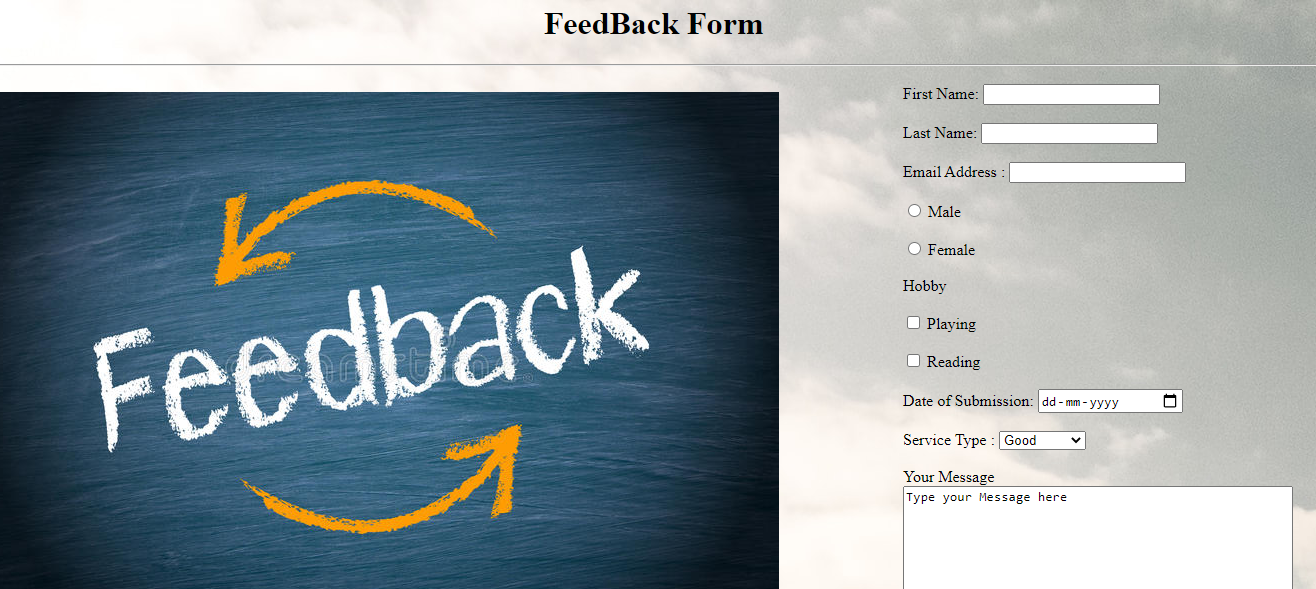 FeedBack Form
Feedback
First Name:
Last Name:
Email Address :
Male
Female
Hobby
Playing
Reading
Date of Submission: dd-mm-yyyy
Service Type : Good
Your Message
Type your Message here